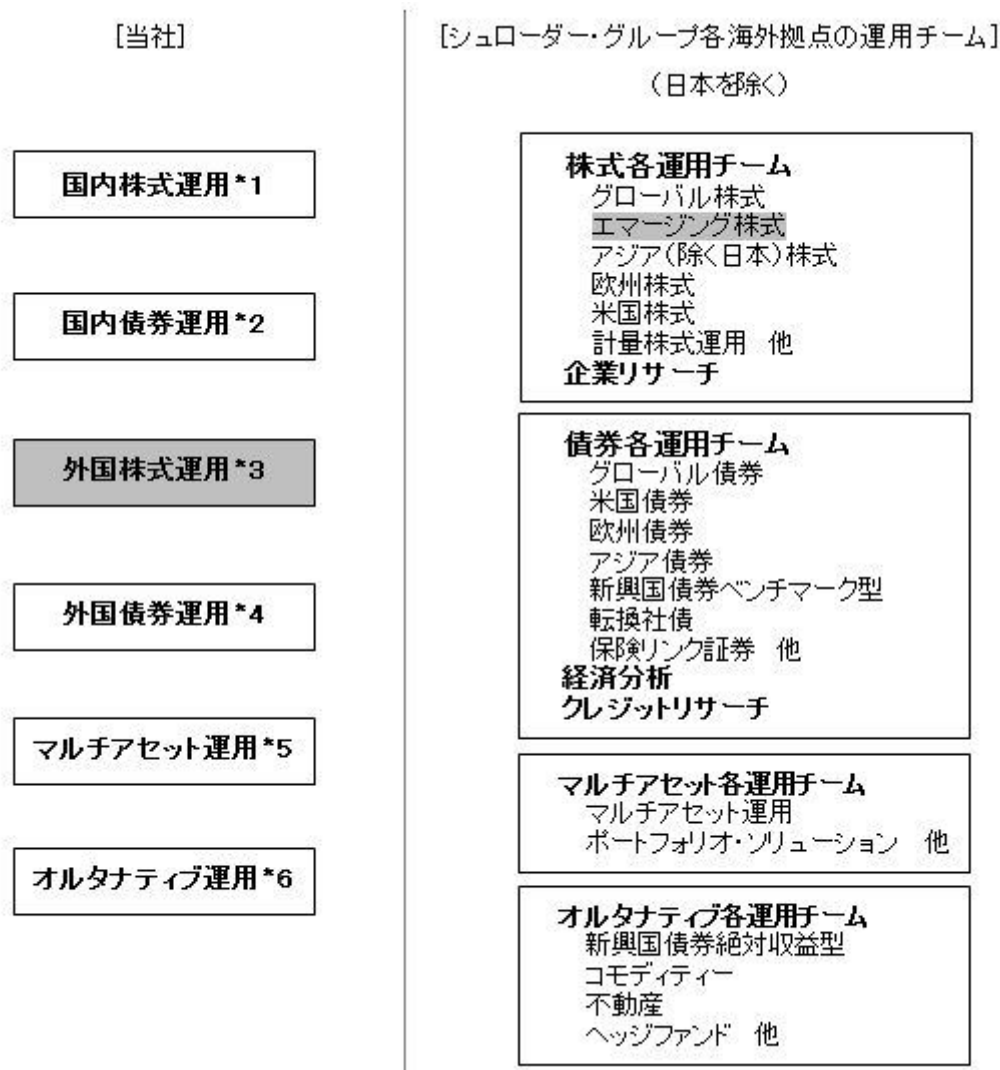 [当社]
国内株式運用*1
国内債券運用*2
外国株式運用*3
外国債券運用*4
マルチアセット運用*5
オルタナティブ運用*6
[シュローダー・グループ各海外拠点の運用チーム]
（日本を除く）
株式各運用チーム
グローバル株式
エマージング株式
アジア（除く日本）株式
欧州株式
米国株式
計量株式運用　他
企業リサーチ
債券各運用チーム
グローバル債券
米国債券
欧州債券
アジア債券
新興国債券ベンチマーク型
転換社債
保険リンク証券　他
経済分析
クレジットリサーチ
マルチアセット各運用チーム
マルチアセット運用
ポートフォリオ・ソリューション　他
オルタナティブ各運用チーム
新興国債券絶対収益型
コモディティー
不動産
ヘッジファンド　他